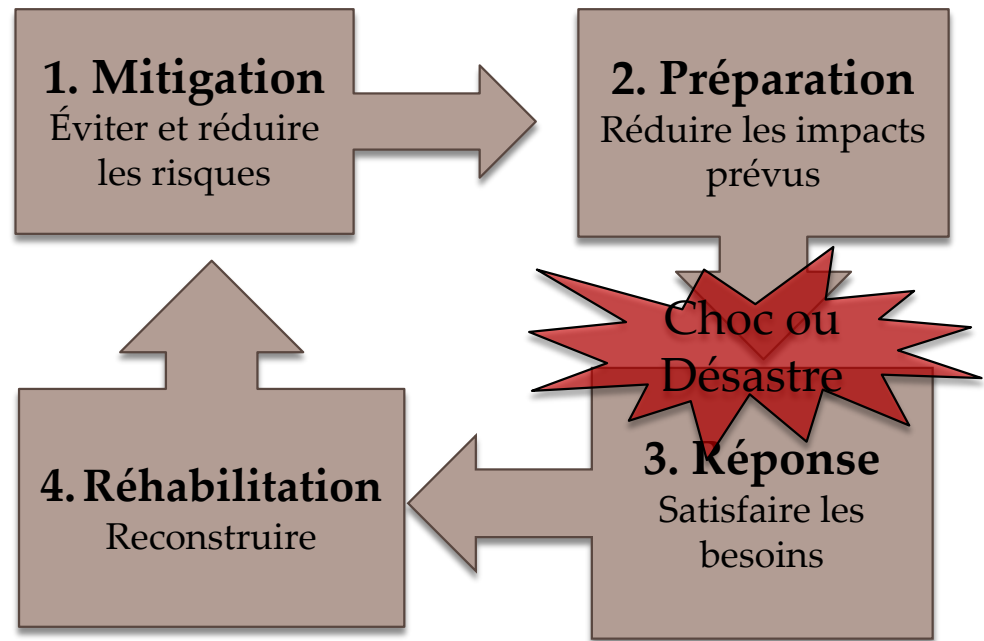 1. Mitigation
Éviter et réduire
les risques
2. Préparation
Réduire les impacts
prévus
Choc ou
Désastre
3. Réponse
Satisfaire les
besoins
4. Réhabilitation
Reconstruire